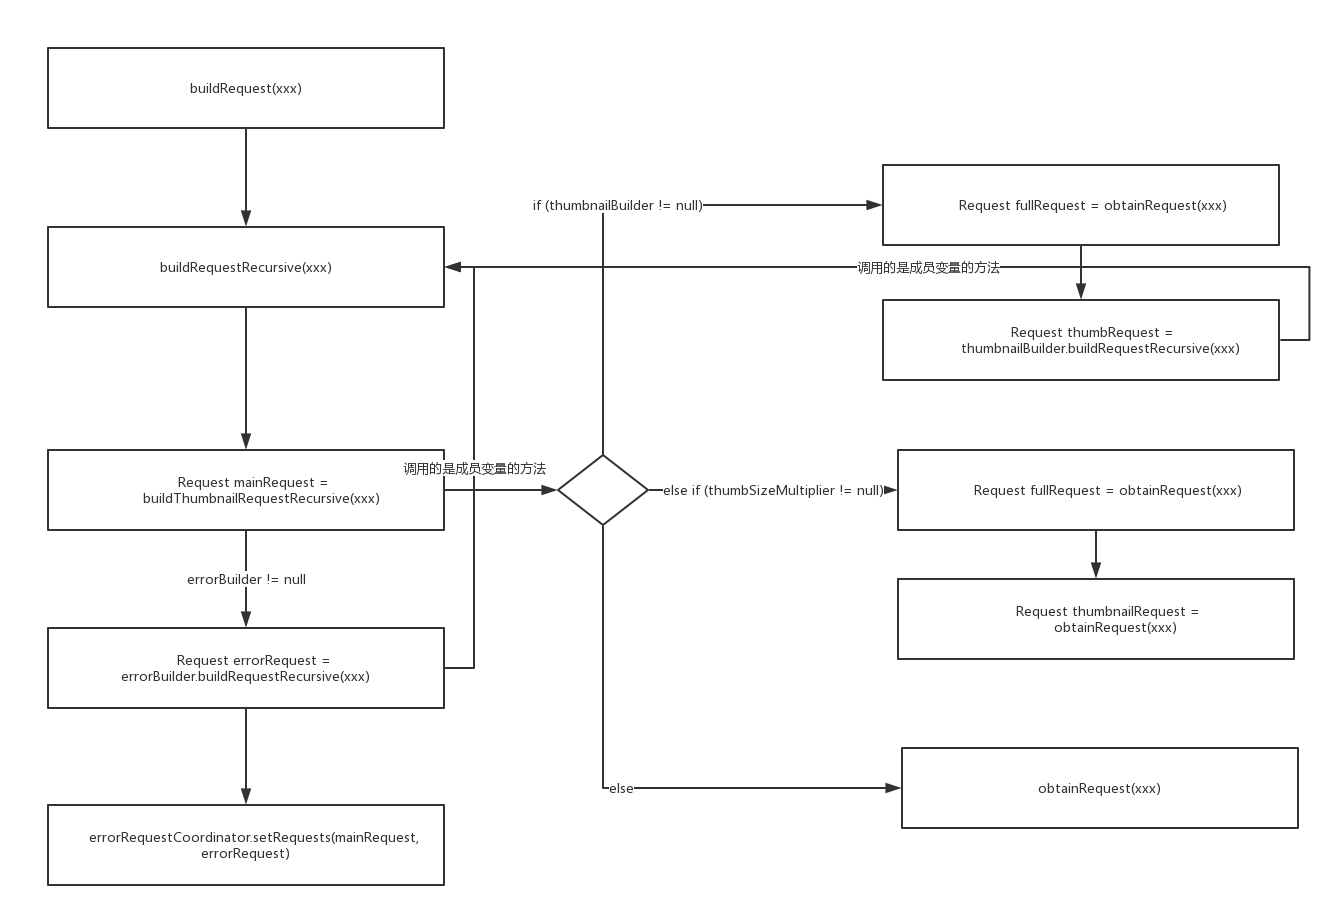 buildRequest(xxx)
if (thumbnailBuilder != null)
Request fullRequest = obtainRequest(xxx)
buildRequestRecursive(xxx)
调用的是成员变量的方法
Request thumbRequest =
thumbnailBuilder.buildRequestRecursive(xxx)
调用的是成员变量的方法
Request mainRequest =
buildThumbnailRequestRecursive(xxx)
else if (thumbSizeMultiplier != null)
Request fullRequest = obtainRequest(xxx)
errorBuilder != null
Request thumbnailRequest =
obtainRequest(xxx)
Request errorRequest =
errorBuilder.buildRequestRecursive(xxx)
else
obtainRequest(xxx)
errorRequestCoordinator.setRequests(mainRequest,
errorRequest)